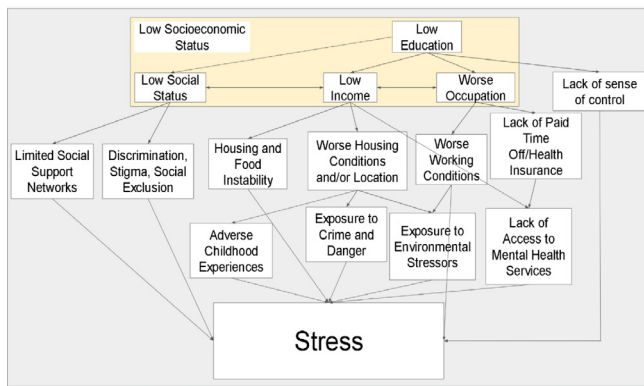 Low Socioeconomic
Status
Low
Education
Low Social
Status
Low
Income
Worse
Occupation
Lack of sense
of control
Limited Social
Support
Networks
Discrimination,
Stigma, Social
Exclusion
Housing and
Food
Instability
Worse Housing
Conditions
and/or Location
Worse
Working
Conditions
Lack of Paid
Time
Off/Health
Insurance
Adverse
Childhood
Experiences
Exposure to
Crime and
Danger
Exposure to
Environmental
Stressors
Lack of
Access to
Mental Health
Services
Stress